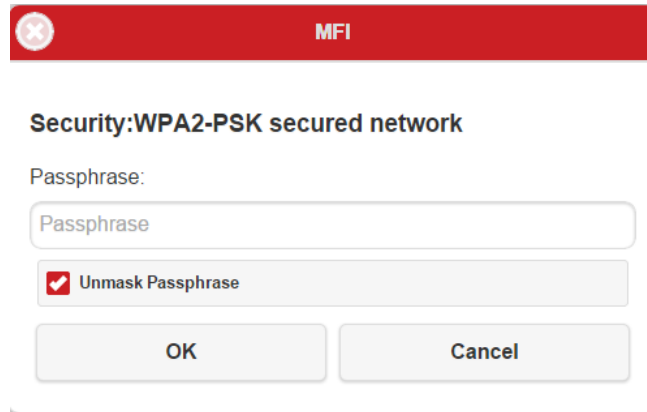 MFI
Security:WPA2-PSK secured network
Passphrase:
Passphrase
Unmask Passphrase
OK Cancel